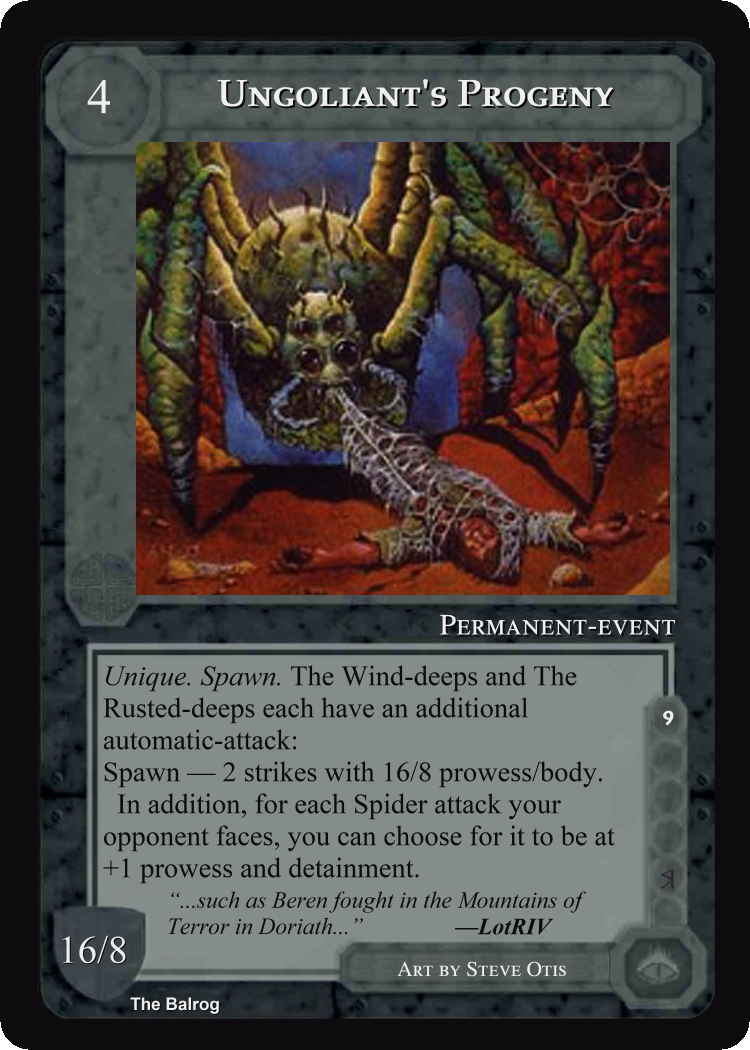 4
Ungoliant's Progeny
Permanent-event
Unique. Spawn. The Wind-deeps and The
Rusted-deeps each have an additional
automatic-attack:
Spawn — 2 strikes with 16/8 prowess/body.
In addition, for each Spider attack your
opponent faces, you can choose for it to be at
+1 prowess and detainment.
“...such as Beren fought in the Mountains of
Terror in Doriath...” —LotRIV
9
16/8
Art by Steve Otis
The Balrog